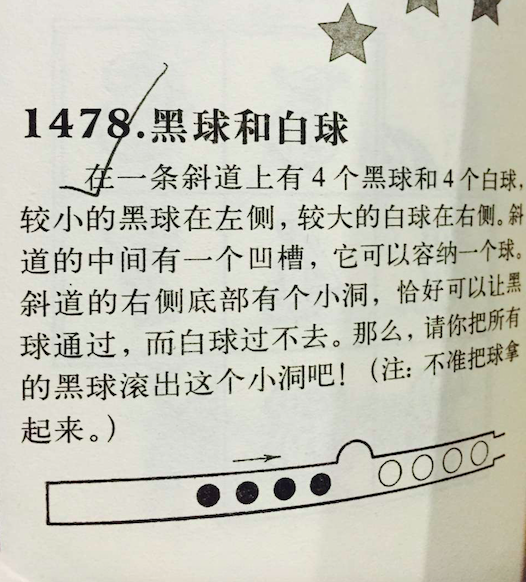 1478.黑球和白球
在一条斜道上有4个黑球和4个白球,
较小的黑球在左侧,较大的白球在右侧。斜
道的中间有一个凹槽,它可以容纳一个球。
斜道的右侧底部有个小洞,恰好可以让黑
球通过,而白球过不去。那么,请你把所有
的黑球滚出这个小洞吧!(注:不准把球拿
起来。)